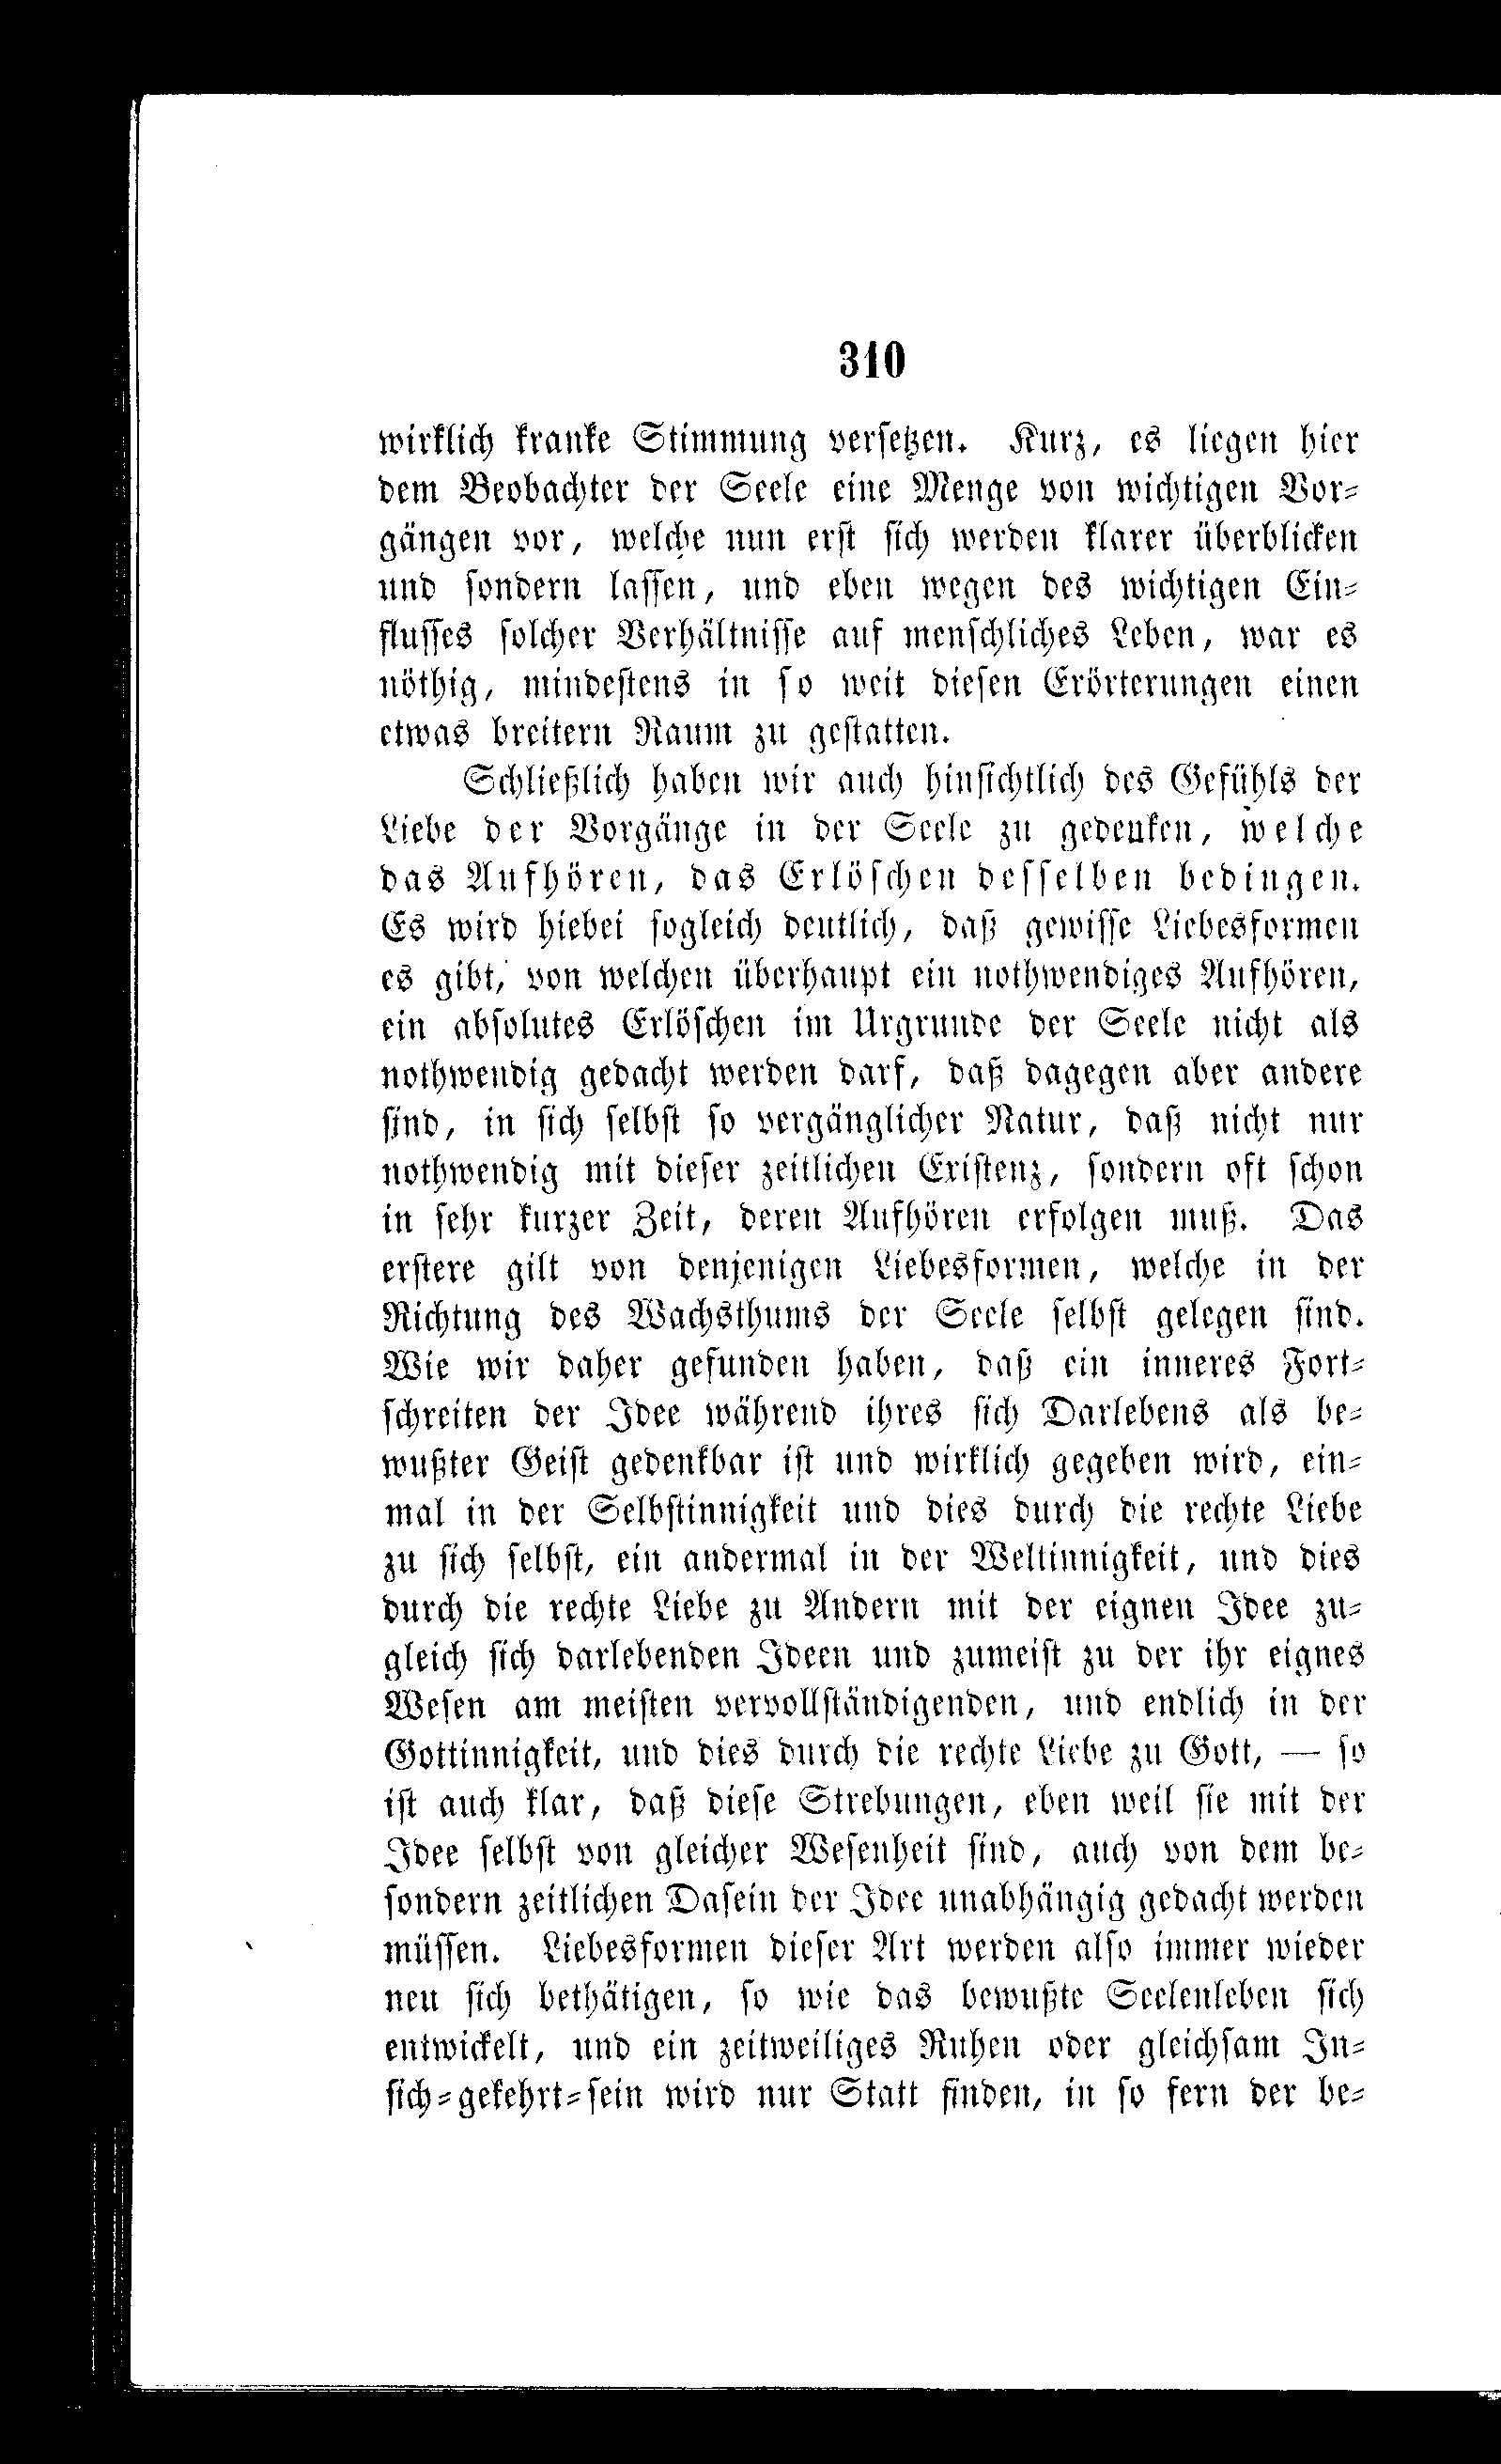 310
wirklich kranke Stimmung versetzen. Kurz, es liegen hier
dem Beobachter der Seele eine Menge von wichtigen Vor-
gängen vor, welche nun erst sich werden klarer überblicken
und sondern lassen, und eben wegen des wichtigen Ein-
flusses solcher Verhältnisse auf menschliches Leben, war es
nöthig, mindestens in so weit diesen Erörterungen einen
etwas breitern Raum zu gestatten.
Schließlich haben wir auch hinsichtlich des Gefühls der
Liebe der Vorgänge in der Seele zu gedenken, welche
das Aufhören, das Erlöschen desselben bedingen.
Es wird hiebei sogleich deutlich, daß gewisse Liebesformen
es gibt, von welchen überhaupt ein nothwendiges Aufhören,
ein absolutes Erlöschen im Urgrunde der Seele nicht als
nothwendig gedacht werden darf, daß dagegen aber andere
sind, in sich selbst so vergänglicher Natur, daß nicht nur
nothwendig mit dieser zeitlichen Existenz, sondern oft schon
in sehr kurzer Zeit, deren Aufhören erfolgen muß. Das
erstere gilt von denjenigen Liebesformen, welche in der
Richtung des Wachsthums der Seele selbst gelegen sind.
Wie wir daher gefunden haben, daß ein inneres Fort-
schreiten der Idee während ihres sich Darlebens als be-
wußter Geist gedenkbar ist und wirklich gegeben wird, ein-
mal in der Selbstinnigkeit und dies durch die rechte Liebe
zu sich selbst, ein andermal in der Weltinnigkeit, und dies
durch die rechte Liebe zu Andern mit der eignen Idee zu-
gleich sich darlebenden Ideen und zumeist zu der ihr eignes
Wesen am meisten vervollständigenden, und endlich in der
Gottinnigkeit, und dies durch die rechte Liebe zu Gott, — so
ist auch klar, daß diese Strebungen, eben weil sie mit der
Idee selbst von gleicher Wesenheit sind, auch von dem be-
sondern zeitlichen Dasein der Idee unabhängig gedacht werden
müssen. Liebesformen dieser Art werden also immer wieder
neu sich bethätigen, so wie das bewußte Seelenleben sich
entwickelt, und ein zeitweiliges Ruhen oder gleichsam In-
sich-gekehrt-sein wird nur Statt finden, in so fern der be-